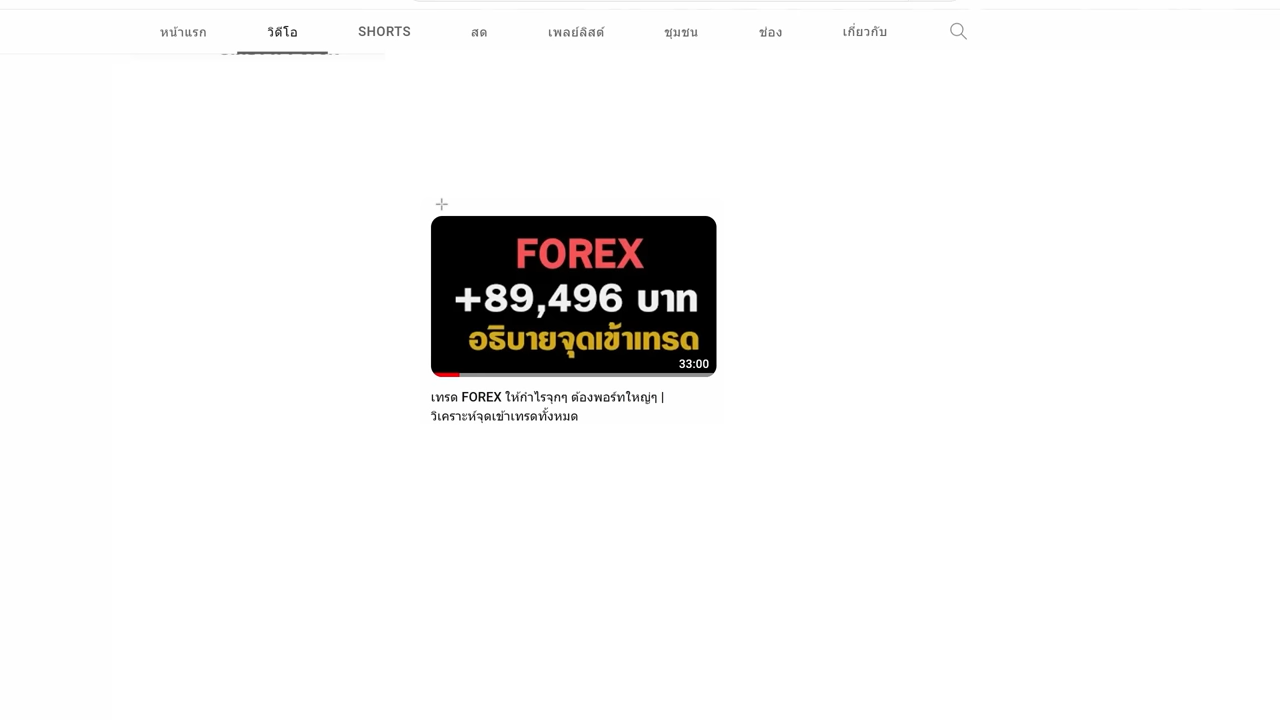 หน้าแรก
วิดีโอ
SHORTS
สด
เพลย์ลิสต์
ชุมชน
ช่อง
เกี่ยวกับ
FOREX
+89,496 บาท
อธิบายจุดเข้าเทรด
33:00
เทรด FOREX ให้กำไรจุกๆ ต้องพอร์ทใหญ่ๆ |
วิเคราะห์จุดเข้าเทรดทั้งหมด